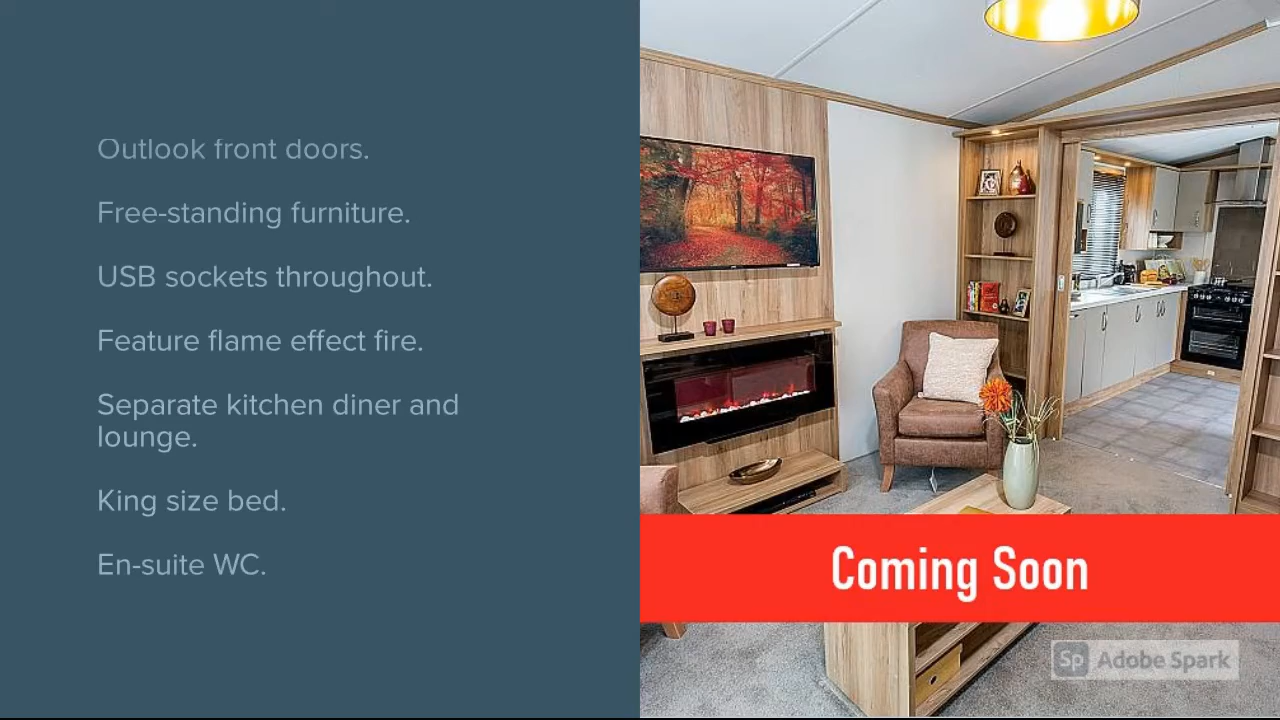 Outlook front doors.
Free-standing furniture.
USB sockets throughout.
Feature flame effect fire.
Separate kitchen diner and
lounge.
King size bed.
En-suite WC.
Coming Soon
Sp Adobe Spark